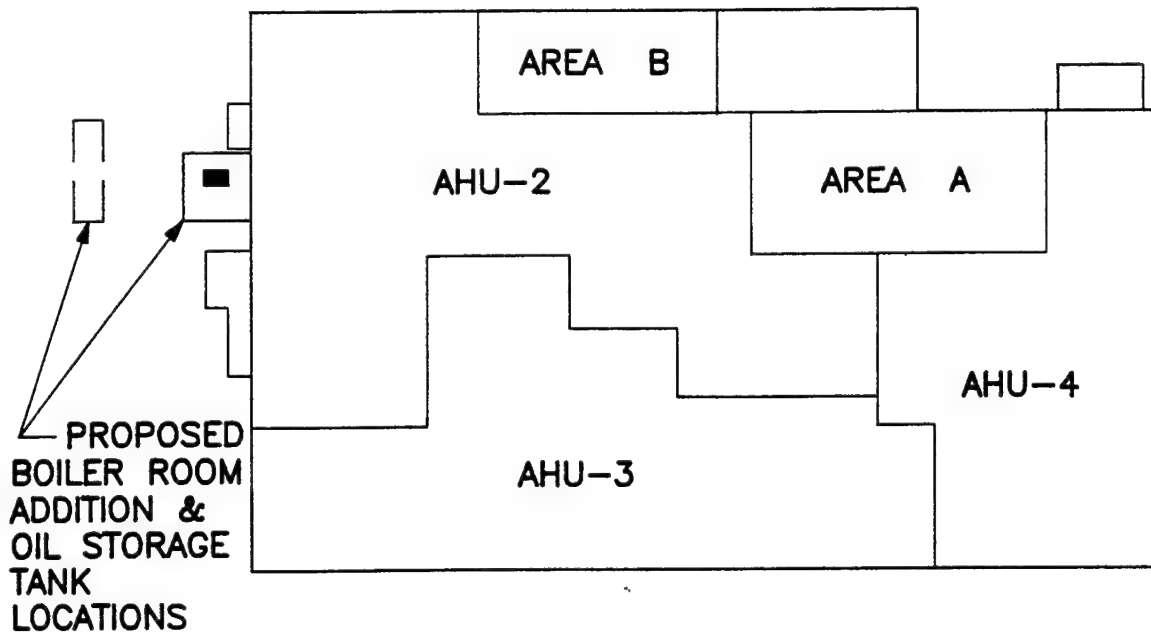 AREA B
AHU-2
AREA A
AHU-4
AHU-3
PROPOSED
BOILER ROOM
ADDITION &
OIL STORAGE
TANK
LOCATIONS